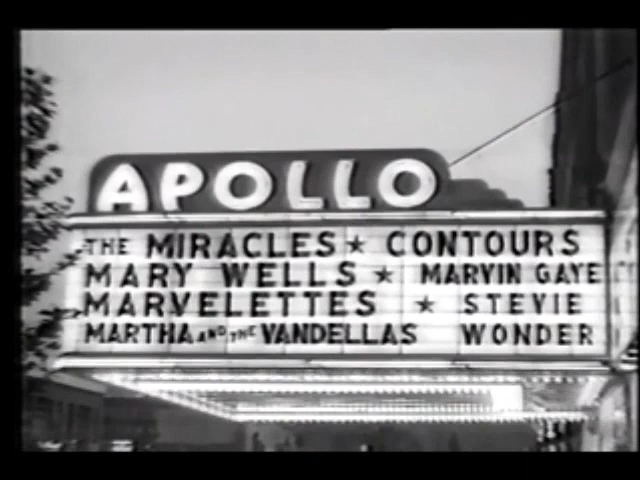 APOLLO
THE MIRACLES ★ CONTOURS
MARY WELLS ★ MARVIN GAYE
MARVELETTES ★ STEVIE
MARTHA AND THE VANDELLAS WONDER